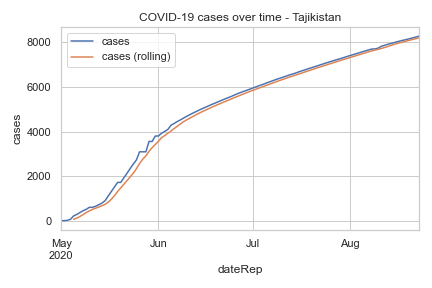 COVID-19 cases over time - Tajikistan
cases
cases (rolling)
8000
6000
4000
2000
0
cases
May
2020
Jun
Jul
Aug
dateRep